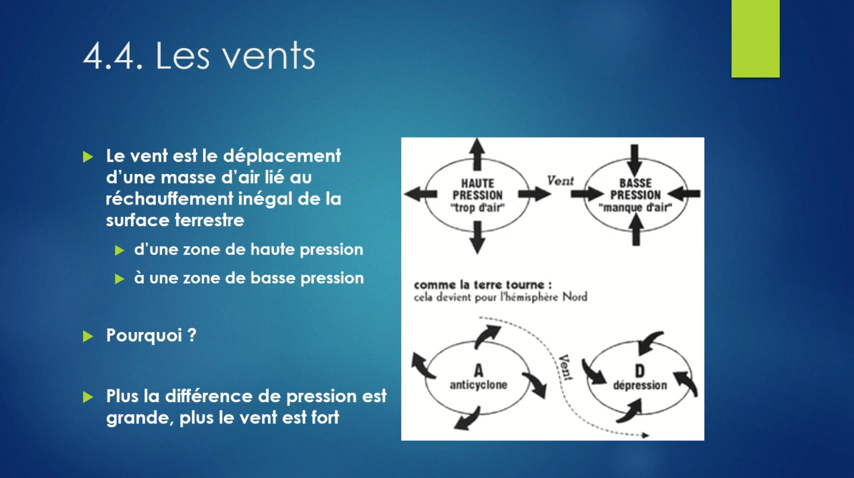 4.4. Les vents
Le vent est le déplacement
d’une masse d’air lié au
réchauffement inégal de la
surface terrestre
d’une zone de haute pression
à une zone de basse pression
Pourquoi ?
Plus la différence de pression est
grande, plus le vent est fort
HAUTE
PRESSION
"trop d'air"
Vent
BASSE
PRESSION
"manque d'air"
comme la terre tourne :
cela devient pour l'hémisphère Nord
A
anticyclone
Vent
D
dépression